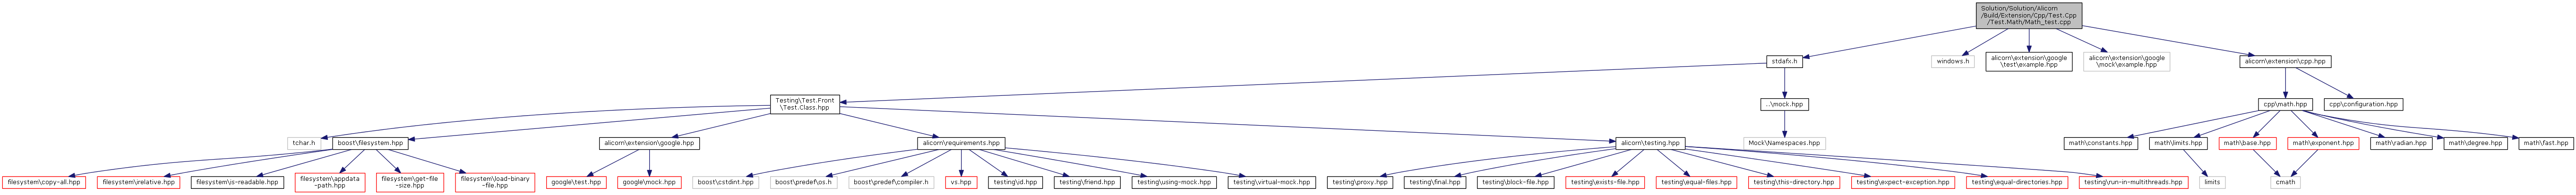 Solution/Solution/Alicorn
/Build/Extension/Cpp/Test.Cpp
/Test.Math/Math_test.cpp
stdafx.h
windows.h
alicorn\extension\google
\test\example.hpp
alicorn\extension\google
\mock\example.hpp
alicorn\extension\cpp.hpp
Testing\Test.Front
\Test.Class.hpp
...\mock.hpp
cpp\math.hpp
cpp\configuration.hpp
tchar.h
boost\filesystem.hpp
alicorn\extension\google.hpp
alicorn\requirements.hpp
alicorn\testing.hpp
Mock\Namespaces.hpp
math\constants.hpp
math\limits.hpp
math\base.hpp
math\exponent.hpp
math\radian.hpp
math\degree.hpp
math\fast.hpp
filesystem\copy-all.hpp
filesystem\relative.hpp
filesystem\is-readable.hpp
filesystem\appdata
-path.hpp
filesystem\get-file
-size.hpp
filesystem\load-binary
-file.hpp
google\test.hpp
google\mock.hpp
boost\cstdint.hpp
boost\predef\os.h
boost\predef\compiler.h
vs.hpp
testing\id.hpp
testing\friend.hpp
testing\using-mock.hpp
testing\virtual-mock.hpp
testing\proxy.hpp
testing\final.hpp
testing\block-file.hpp
testing\exists-file.hpp
testing\equal-files.hpp
testing\this-directory.hpp
testing\expect-exception.hpp
testing\equal-directories.hpp
testing\run-in-multithreads.hpp
limits
cmath